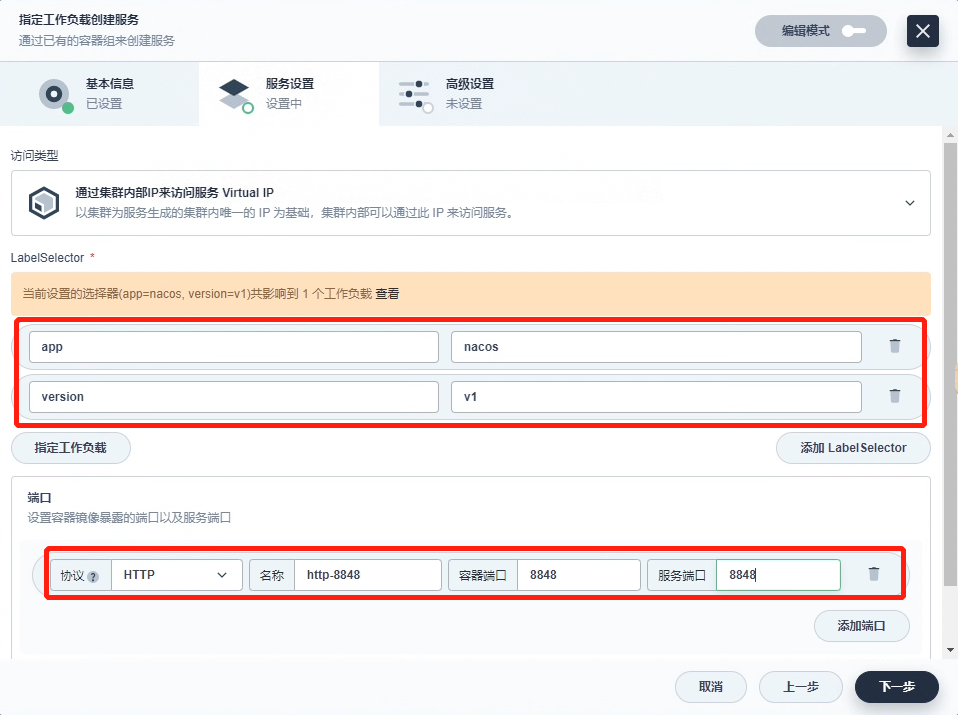 指定工作负载创建服务
通过已有的容器组来创建服务
编辑模式
基本信息
已设置
服务设置
设置中
高级设置
未设置
访问类型
通过集群内部IP来访问服务 Virtual IP
以集群为服务生成的集群内唯一的 IP 为基础，集群内部可以通过此 IP 来访问服务。
LabelSelector *
当前设置的选择器(app=nacos, version=v1)共影响到 1 个工作负载 查看
app nacos
version v1
指定工作负载 添加 LabelSelector
端口
设置容器镜像暴露的端口以及服务端口
协议 ? HTTP 名称 http-8848 容器端口 8848 服务端口 8848
添加端口
取消 上一步 下一步